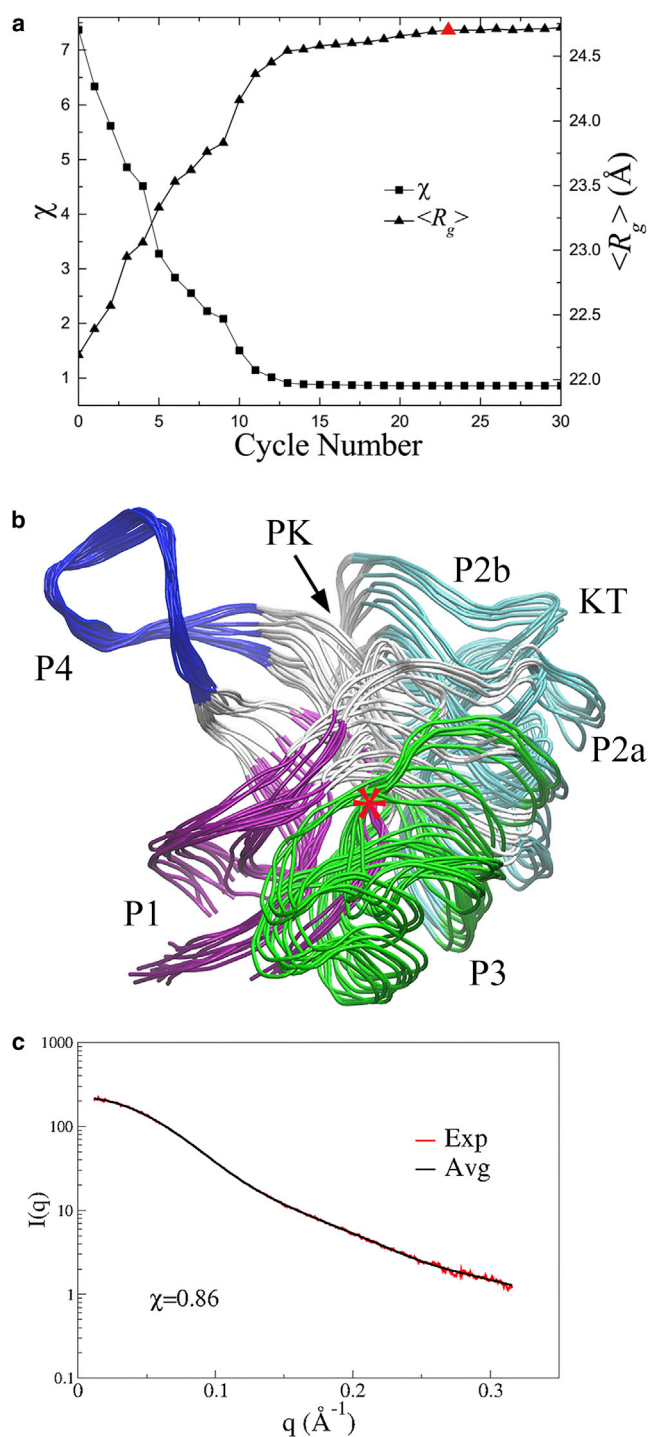 a
7
6
5
4
3
2
1
χ
24.5
24.0
23.5
23.0
22.5
22.0
<Rg> (Å)
χ
<Rg>
0 5 10 15 20 25 30
Cycle Number
b
PK
P2b
KT
P4
P2a
*
P1
P3
c
1000
100
10
1
0.1
I(q)
Exp
Avg
χ=0.86
0 0.1 0.2 0.3
q (Å⁻¹)